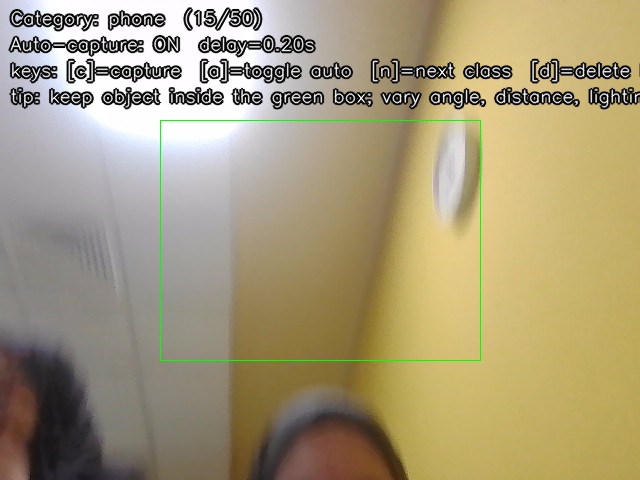 Category: phone (15/50)
Auto-capture: ON delay=0.20s
keys: [c]=capture [a]=toggle auto [n]=next class [d]=delete
tip: keep object inside the green box; vary angle, distance,